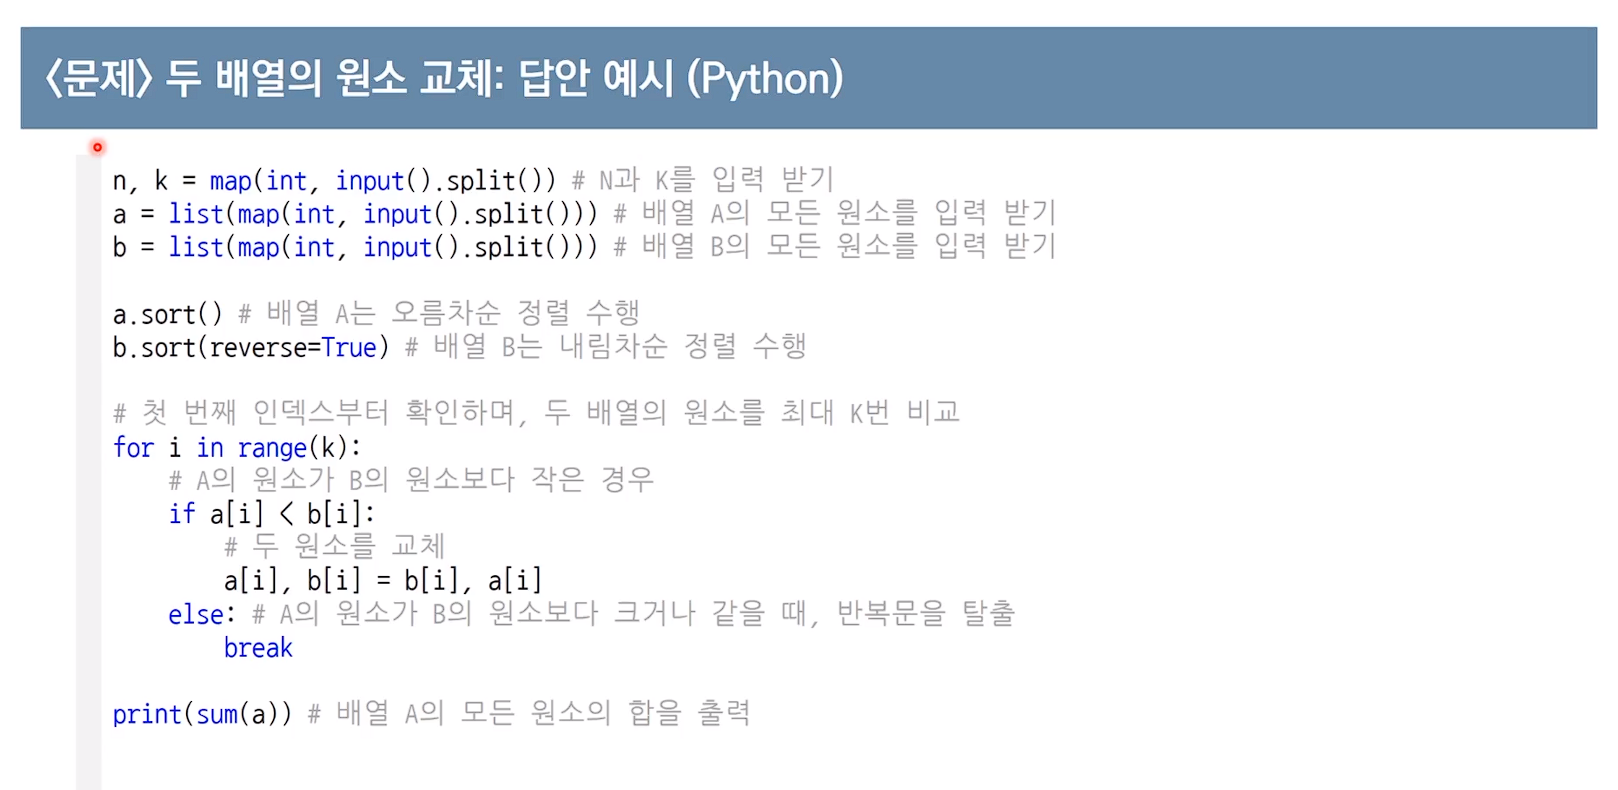 <문제> 두 배열의 원소 교체: 답안 예시 (Python)
n, k = map(int, input().split()) # N과 K를 입력 받기
a = list(map(int, input().split())) # 배열 A의 모든 원소를 입력 받기
b = list(map(int, input().split())) # 배열 B의 모든 원소를 입력 받기
a.sort() # 배열 A는 오름차순 정렬 수행
b.sort(reverse=True) # 배열 B는 내림차순 정렬 수행
# 첫 번째 인덱스부터 확인하며, 두 배열의 원소를 최대 K번 비교
for i in range(k):
    # A의 원소가 B의 원소보다 작은 경우
    if a[i] < b[i]:
        # 두 원소를 교체
        a[i], b[i] = b[i], a[i]
    else: # A의 원소가 B의 원소보다 크거나 같을 때, 반복문을 탈출
        break
print(sum(a)) # 배열 A의 모든 원소의 합을 출력